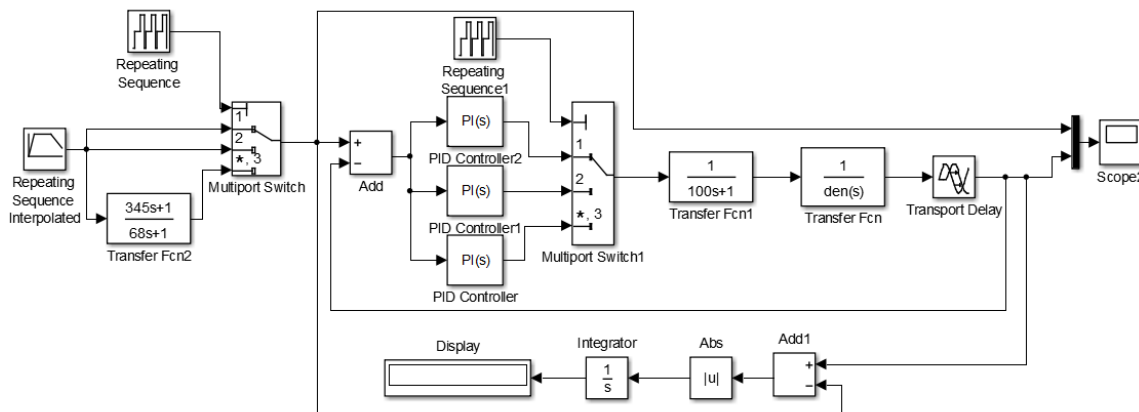 Repeating
Sequence
Repeating
Sequence1
1
2
*, 3
Multiport Switch
Repeating
Sequence
Interpolated
345s+1
68s+1
Transfer Fcn2
+
−
Add
PI(s)
PID Controller2
PI(s)
PID Controller1
PI(s)
PID Controller
1
2
*, 3
Multiport Switch1
1
100s+1
Transfer Fcn1
1
den(s)
Transfer Fcn
Transport Delay
Scope2
Display
Integrator
1
s
Abs
|u|
Add1
+
−